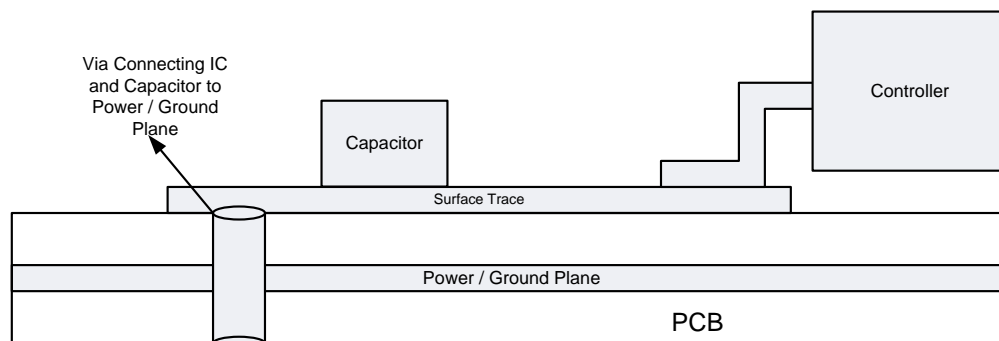 Via Connecting IC
and Capacitor to
Power / Ground
Plane
Capacitor
Controller
Surface Trace
Power / Ground Plane
PCB